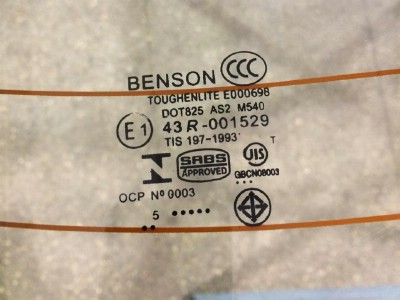 BENSON CCC
TOUGHENLITE E000698
DOT825 AS2 M540
E1 43R-001529
TIS 197-1993
SABS APPROVED
JIS T
GBCN08003
OCP Nº 0003
5